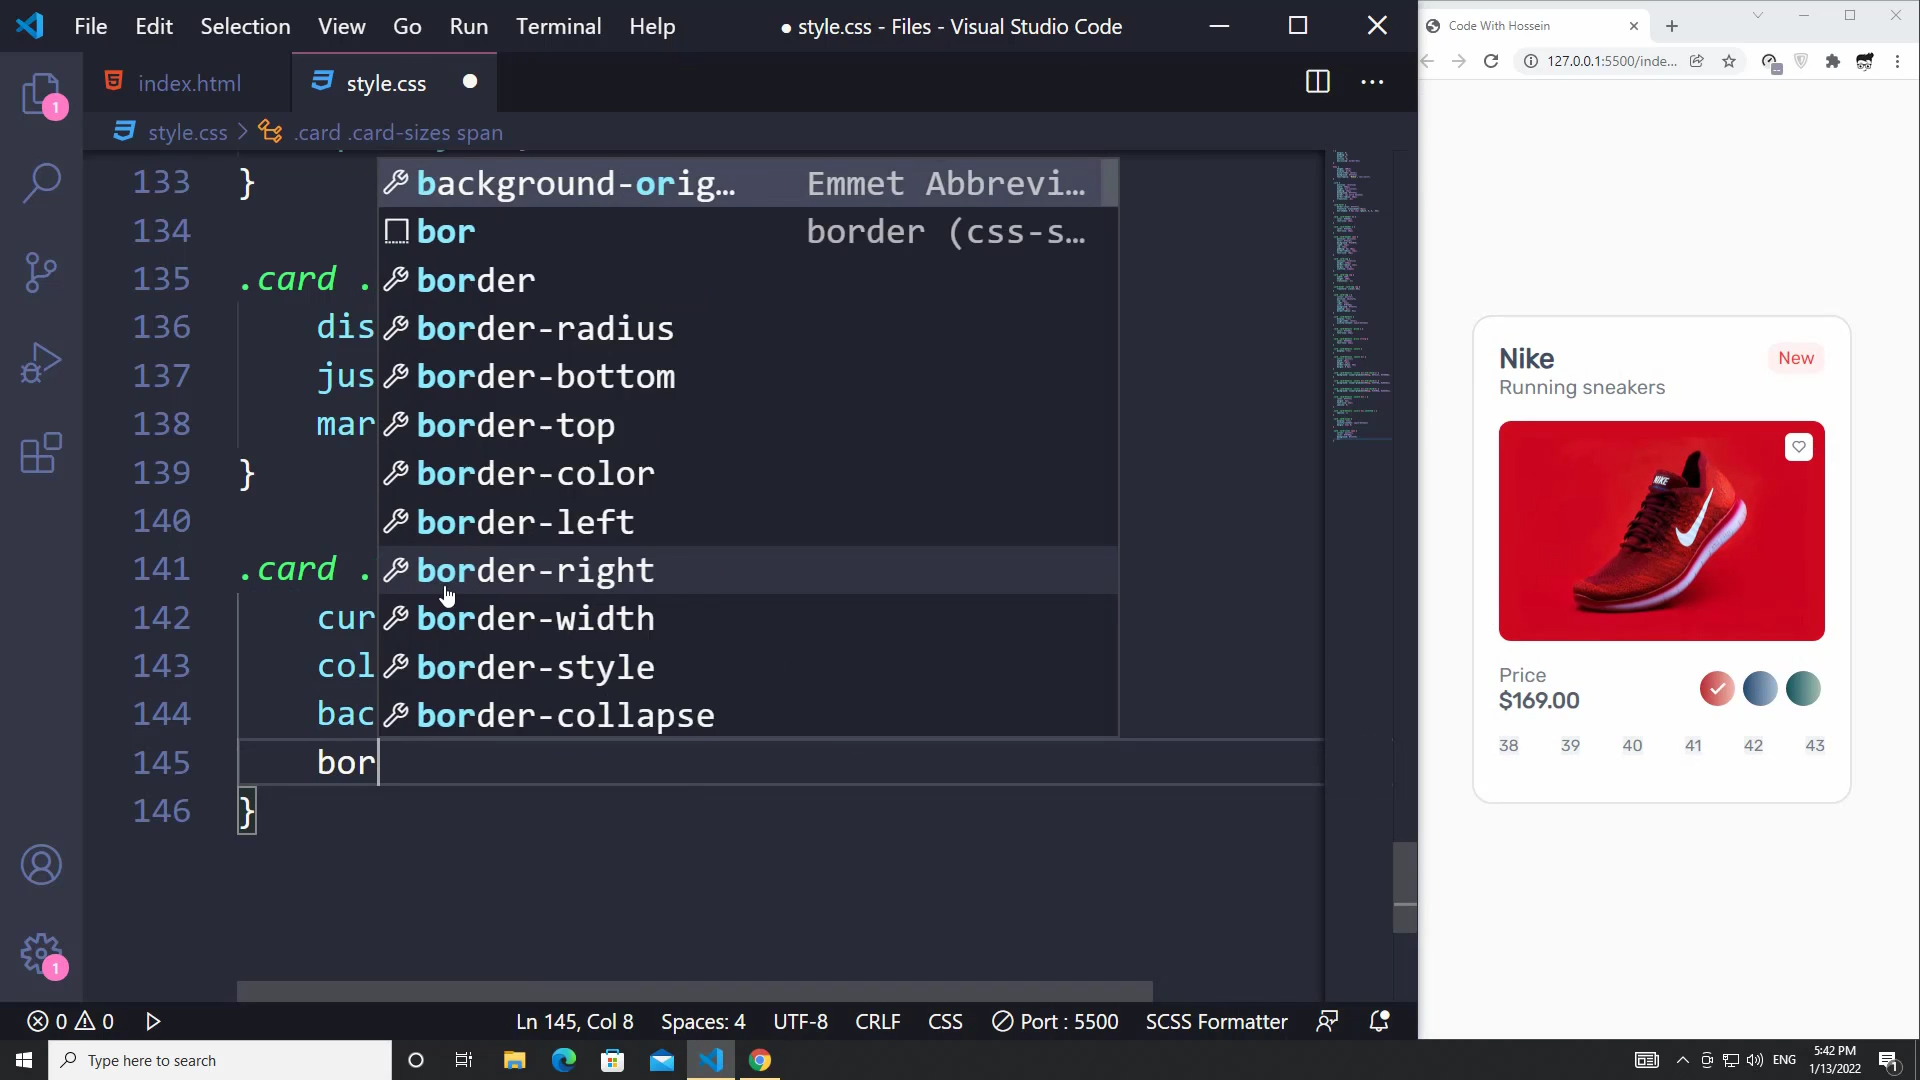 File Edit Selection View Go Run Terminal Help
● style.css - Files - Visual Studio Code
index.html
style.css
style.css > .card .card-sizes span
133 }
134
135 .card .
136 dis
137 jus
138 mar
139 }
140
141 .card .
142 cur
143 col
144 bac
145 bor
146 }
background-orig… Emmet Abbrevi…
bor border (css-s…
border
border-radius
border-bottom
border-top
border-color
border-left
border-right
border-width
border-style
border-collapse
1
1
0 0
Ln 145, Col 8 Spaces: 4 UTF-8 CRLF CSS Port : 5500 SCSS Formatter
Code With Hossein
127.0.0.1:5500/inde...
Nike
New
Running sneakers
NIKE
Price
$169.00
38 39 40 41 42 43
Type here to search
ENG
5:42 PM
1/13/2022
1